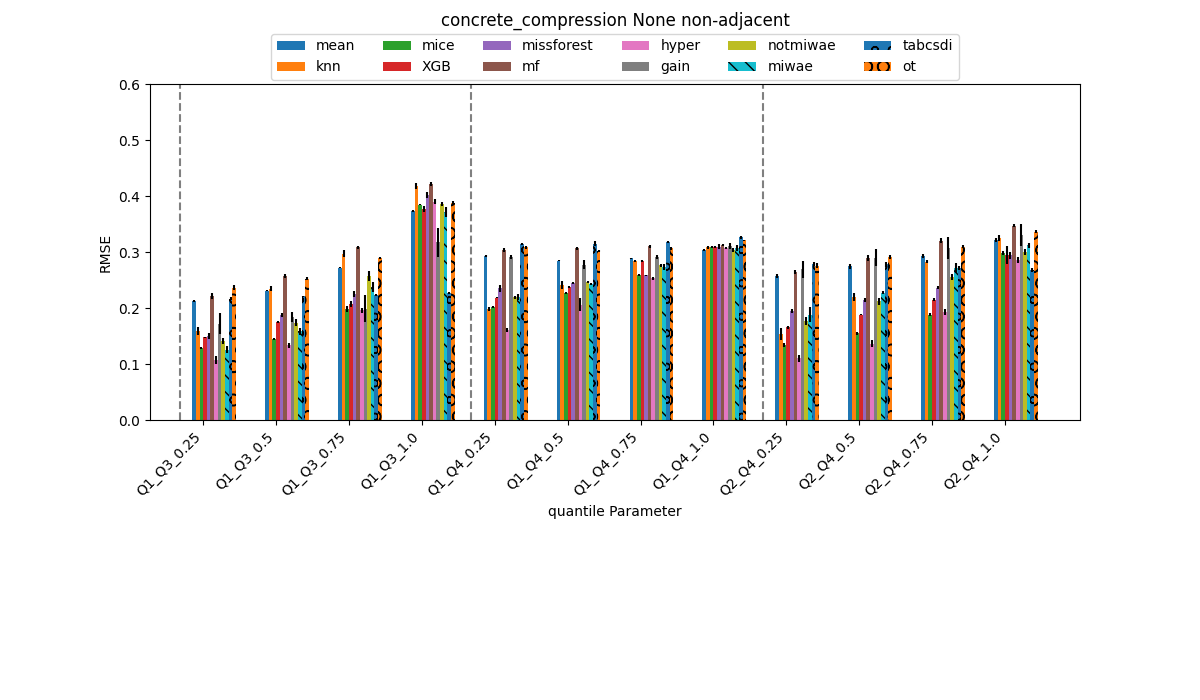 concrete_compression None non-adjacent
mean mice missforest hyper notmiwae tabcsdi
knn XGB mf gain miwae ot
0.6
0.5
0.4
0.3
0.2
0.1
0.0
RMSE
Q1_Q3_0.25 Q1_Q3_0.5 Q1_Q3_0.75 Q1_Q3_1.0 Q1_Q4_0.25 Q1_Q4_0.5 Q1_Q4_0.75 Q1_Q4_1.0 Q2_Q4_0.25 Q2_Q4_0.5 Q2_Q4_0.75 Q2_Q4_1.0
quantile Parameter